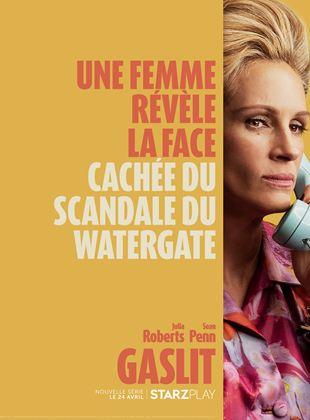 UNE FEMME
RÉVÈLE
LA FACE
CACHÉE DU
SCANDALE DU
WATERGATE
Julia Sean
Roberts Penn
GASLIT
NOUVELLE SÉRIE
LE 24 AVRIL
STARZPLAY